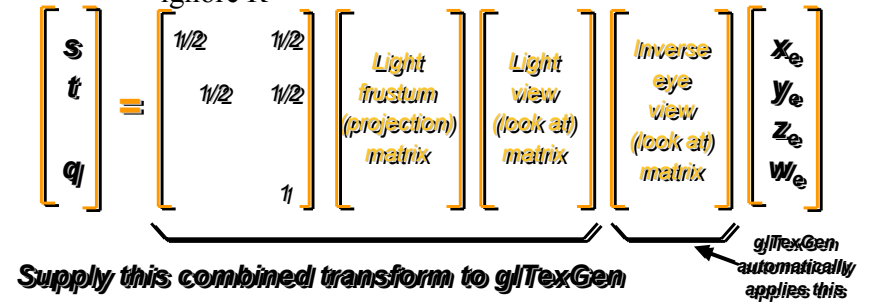 ignore R
s
t
q
=
1/2 1/2
1/2 1/2
1
Light
frustum
(projection)
matrix
Light
view
(look at)
matrix
Inverse
eye
view
(look at)
matrix
xe
ye
ze
we
Supply this combined transform to glTexGen
glTexGen
automatically
applies this